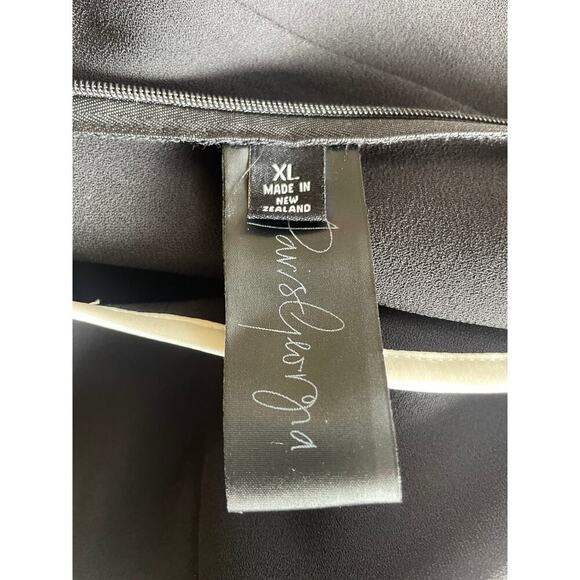 XL
MADE IN
NEW
ZEALAND
Paris Georgia